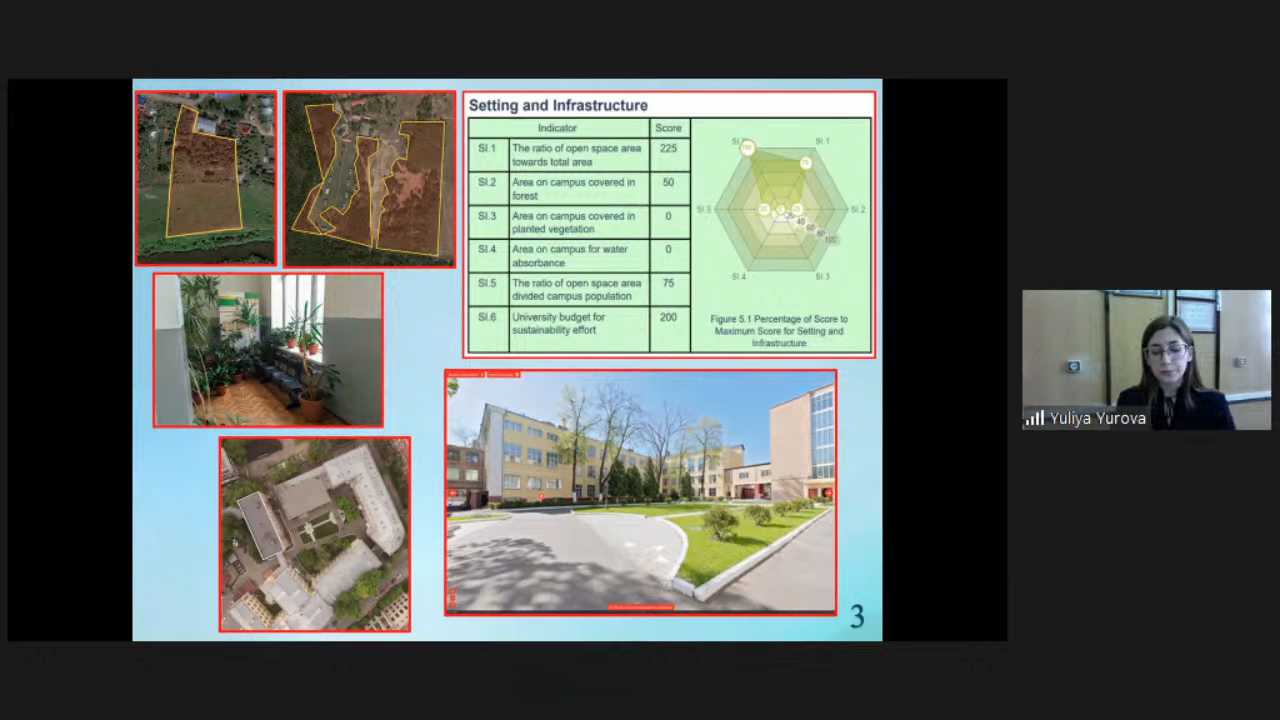 Setting and Infrastructure
Indicator
Score
SI.1
The ratio of open space area
towards total area
225
SI.2
Area on campus covered in
forest
50
SI.3
Area on campus covered in
planted vegetation
0
SI.4
Area on campus for water
absorbance
0
SI.5
The ratio of open space area
divided campus population
75
SI.6
University budget for
sustainability effort
200
SI.1
SI.2
SI.3
SI.4
SI.5
40
60
80
100
Figure 5.1 Percentage of Score to
Maximum Score for Setting and
Infrastructure
3
Yuliya Yurova